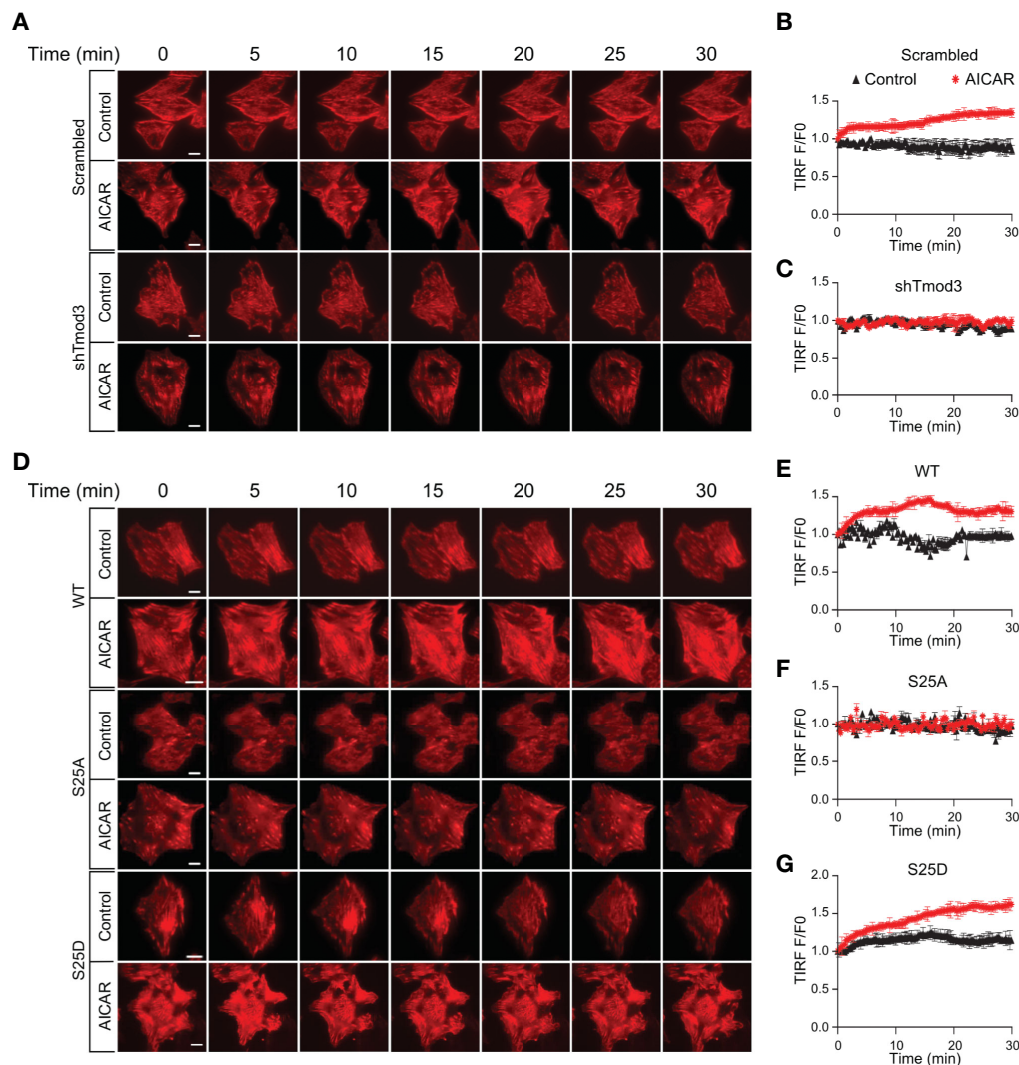 A
Time (min) 0 5 10 15 20 25 30
Scrambled
Control
AICAR
shTmod3
Control
AICAR
B
Scrambled
Control AICAR
TIRF F/F0
1.5
1.0
0.5
0.0
0 10 20 30
Time (min)
C
shTmod3
TIRF F/F0
1.5
1.0
0.5
0.0
0 10 20 30
Time (min)
D
Time (min) 0 5 10 15 20 25 30
WT
Control
AICAR
S25A
Control
AICAR
S25D
Control
AICAR
E
WT
TIRF F/F0
1.5
1.0
0.5
0.0
0 10 20 30
Time (min)
F
S25A
TIRF F/F0
1.5
1.0
0.5
0.0
0 10 20 30
Time (min)
G
S25D
TIRF F/F0
2.0
1.5
1.0
0.5
0.0
0 10 20 30
Time (min)